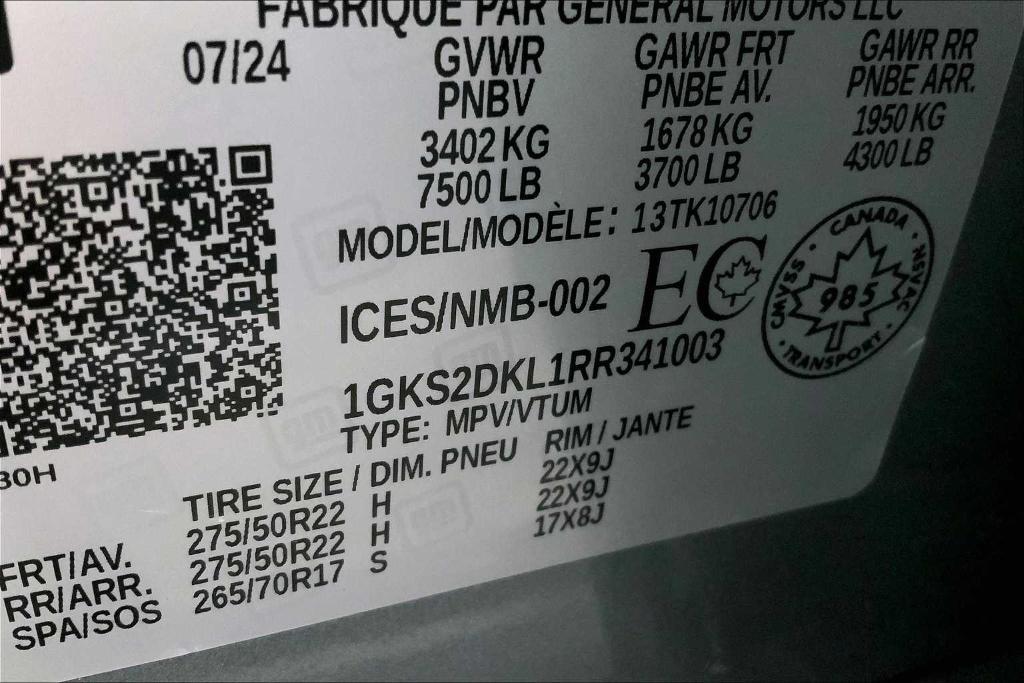 FABRIQUÉ PAR GENERAL MOTORS LLC
07/24 GVWR GAWR FRT GAWR RR
PNBV PNBE AV. PNBE ARR.
3402 KG 1678 KG 1950 KG
7500 LB 3700 LB 4300 LB
MODEL/MODÈLE: 13TK10706
ICES/NMB-002 EC
CANADA
CMVSS NSVAC
985
TRANSPORT
1GKS2DKL1RR341003
TYPE: MPV/VTUM
30H
TIRE SIZE / DIM. PNEU RIM / JANTE
FRT/AV. 275/50R22 H 22X9J
RR/ARR. 275/50R22 H 22X9J
SPA/SOS 265/70R17 S 17X8J